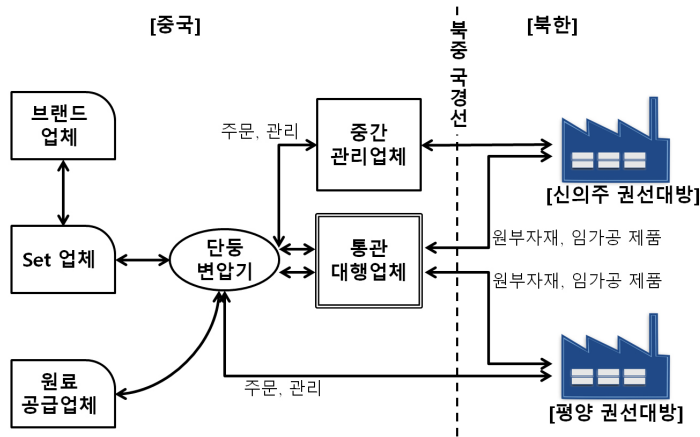 [중국]
[북한]
북중 국경선
브랜드
업체
주문, 관리
중간
관리업체
[신의주 권선대방]
Set 업체
단둥
변압기
통관
대행업체
원부자재, 임가공 제품
원부자재, 임가공 제품
원료
공급업체
주문, 관리
[평양 권선대방]